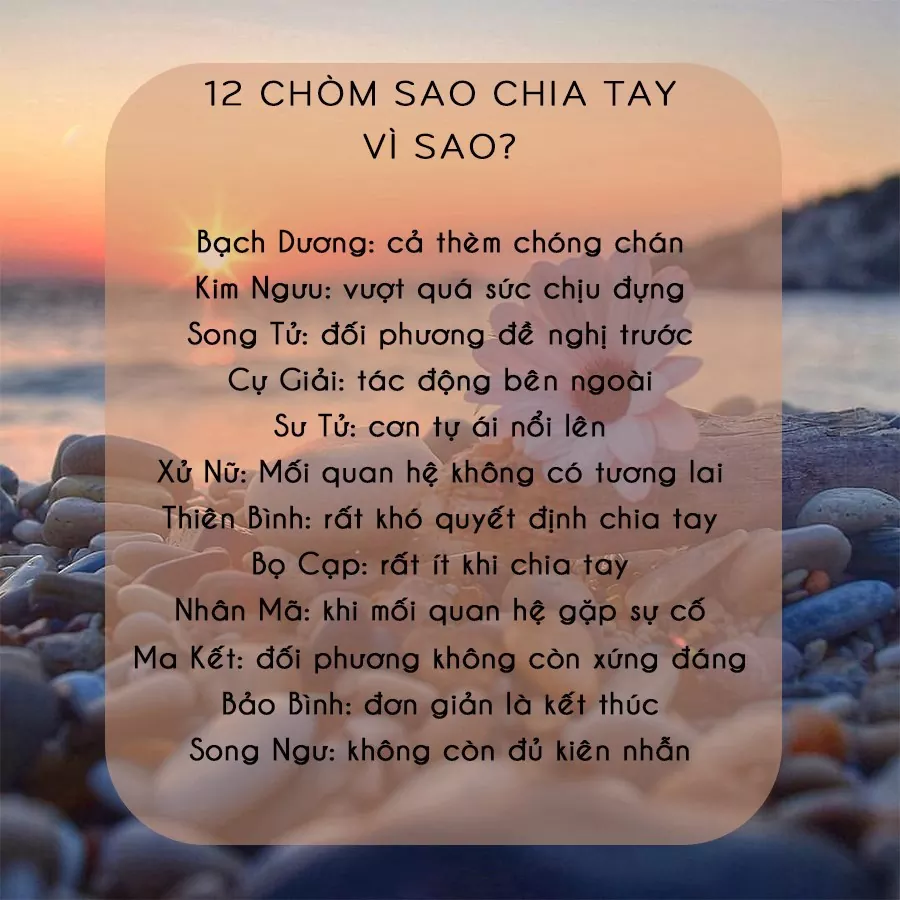 12 CHÒM SAO CHIA TAY
VÌ SAO?
Bạch Dương: cả thèm chóng chán
Kim Ngưu: vượt quá sức chịu đựng
Song Tử: đối phương đề nghị trước
Cự Giải: tác động bên ngoài
Sư Tử: cơn tự ái nổi lên
Xử Nữ: Mối quan hệ không có tương lai
Thiên Bình: rất khó quyết định chia tay
Bọ Cạp: rất ít khi chia tay
Nhân Mã: khi mối quan hệ gặp sự cố
Ma Kết: đối phương không còn xứng đáng
Bảo Bình: đơn giản là kết thúc
Song Ngư: không còn đủ kiên nhẫn